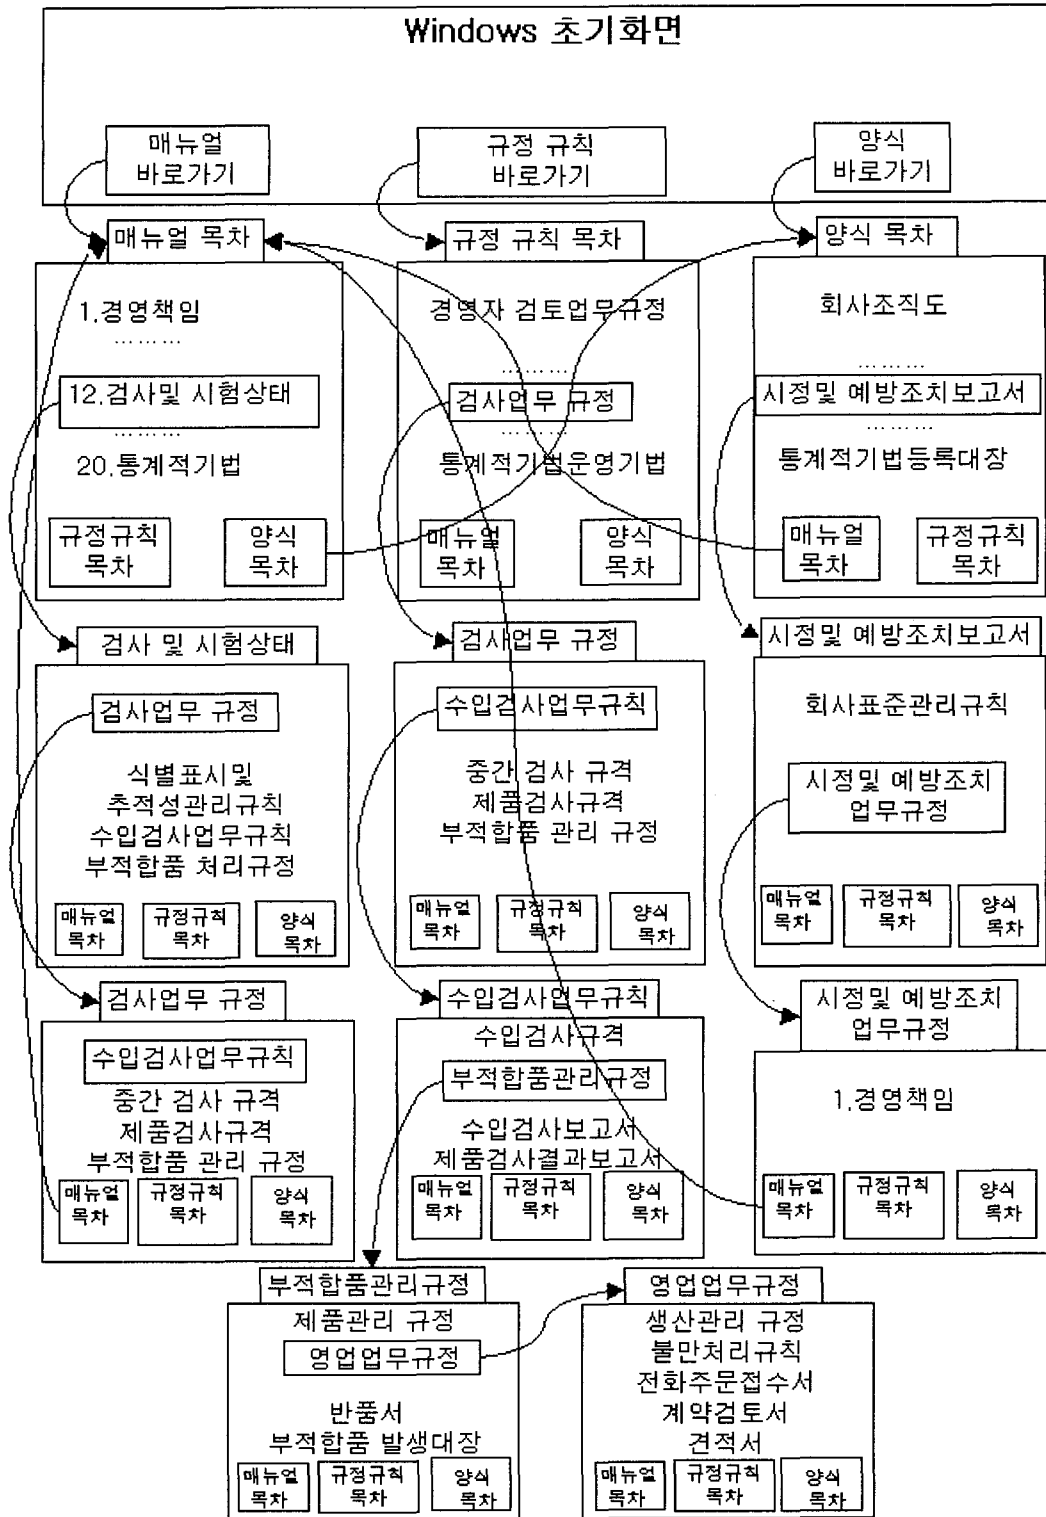 Windows 초기화면
매뉴얼
바로가기
규정 규칙
바로가기
양식
바로가기
매뉴얼 목차
1.경영책임
………
12.검사및 시험상태
………
20.통계적기법
규정규칙
목차
양식
목차
규정 규칙 목차
경영자 검토업무규정
………
검사업무 규정
………
통계적기법운영기법
매뉴얼
목차
양식
목차
양식 목차
회사조직도
………
시정및 예방조치보고서
………
통계적기법등록대장
매뉴얼
목차
규정규칙
목차
검사 및 시험상태
검사업무 규정
식별표시및
추적성관리규칙
수입검사업무규칙
부적합품 처리규정
매뉴얼
목차
규정규칙
목차
양식
목차
검사업무 규정
수입검사업무규칙
중간 검사 규격
제품검사규격
부적합품 관리 규정
매뉴얼
목차
규정규칙
목차
양식
목차
시정및 예방조치보고서
회사표준관리규칙
시정및 예방조치
업무규정
매뉴얼
목차
규정규칙
목차
양식
목차
검사업무 규정
수입검사업무규칙
중간 검사 규격
제품검사규격
부적합품 관리 규정
매뉴얼
목차
규정규칙
목차
양식
목차
수입검사업무규칙
수입검사규격
부적합품관리규정
수입검사보고서
제품검사결과보고서
매뉴얼
목차
규정규칙
목차
양식
목차
시정및 예방조치
업무규정
1.경영책임
매뉴얼
목차
규정규칙
목차
양식
목차
부적합품관리규정
제품관리 규정
영업업무규정
반품서
부적합품 발생대장
매뉴얼
목차
규정규칙
목차
양식
목차
영업업무규정
생산관리 규정
불만처리규칙
전화주문접수서
계약검토서
견적서
매뉴얼
목차
규정규칙
목차
양식
목차